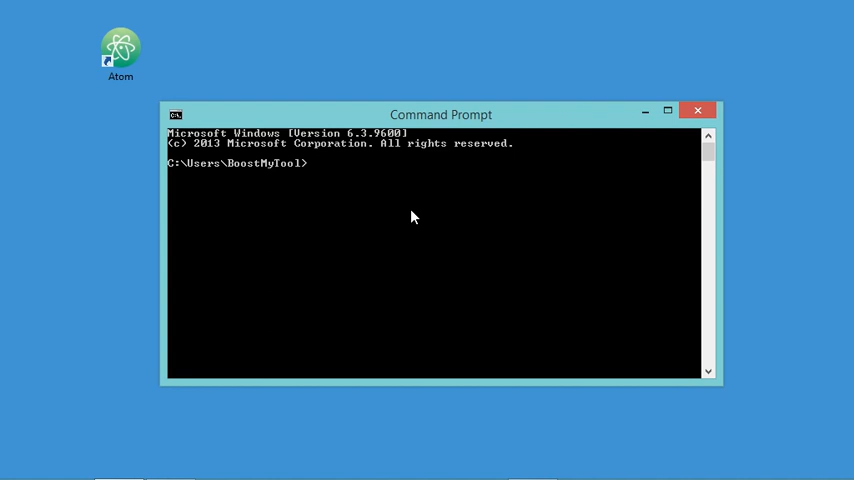 Atom
Command Prompt
Microsoft Windows [Version 6.3.9600]
(c) 2013 Microsoft Corporation. All rights reserved.
C:\Users\BoostMyTool>